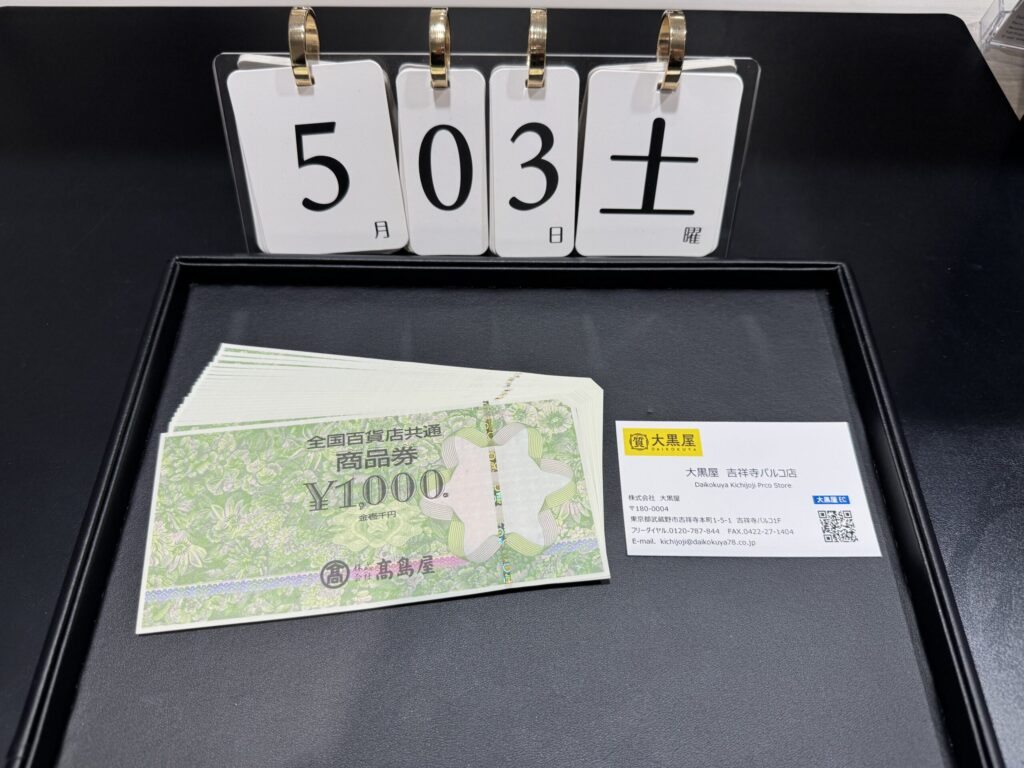 5月 03日 土曜
全国百貨店共通
商品券
¥1000
金壱千円
株式会社 髙島屋
質 大黒屋
DAIKOKUYA
大黒屋 吉祥寺パルコ店
Daikokuya Kichijoji Prco Store
株式会社 大黒屋
〒180-0004
東京都武蔵野市吉祥寺本町1-5-1 吉祥寺パルコ1F
フリーダイヤル.0120-787-844 FAX.0422-27-1404
E-mail. kichijoji@daikokuya78.co.jp
大黒屋 EC